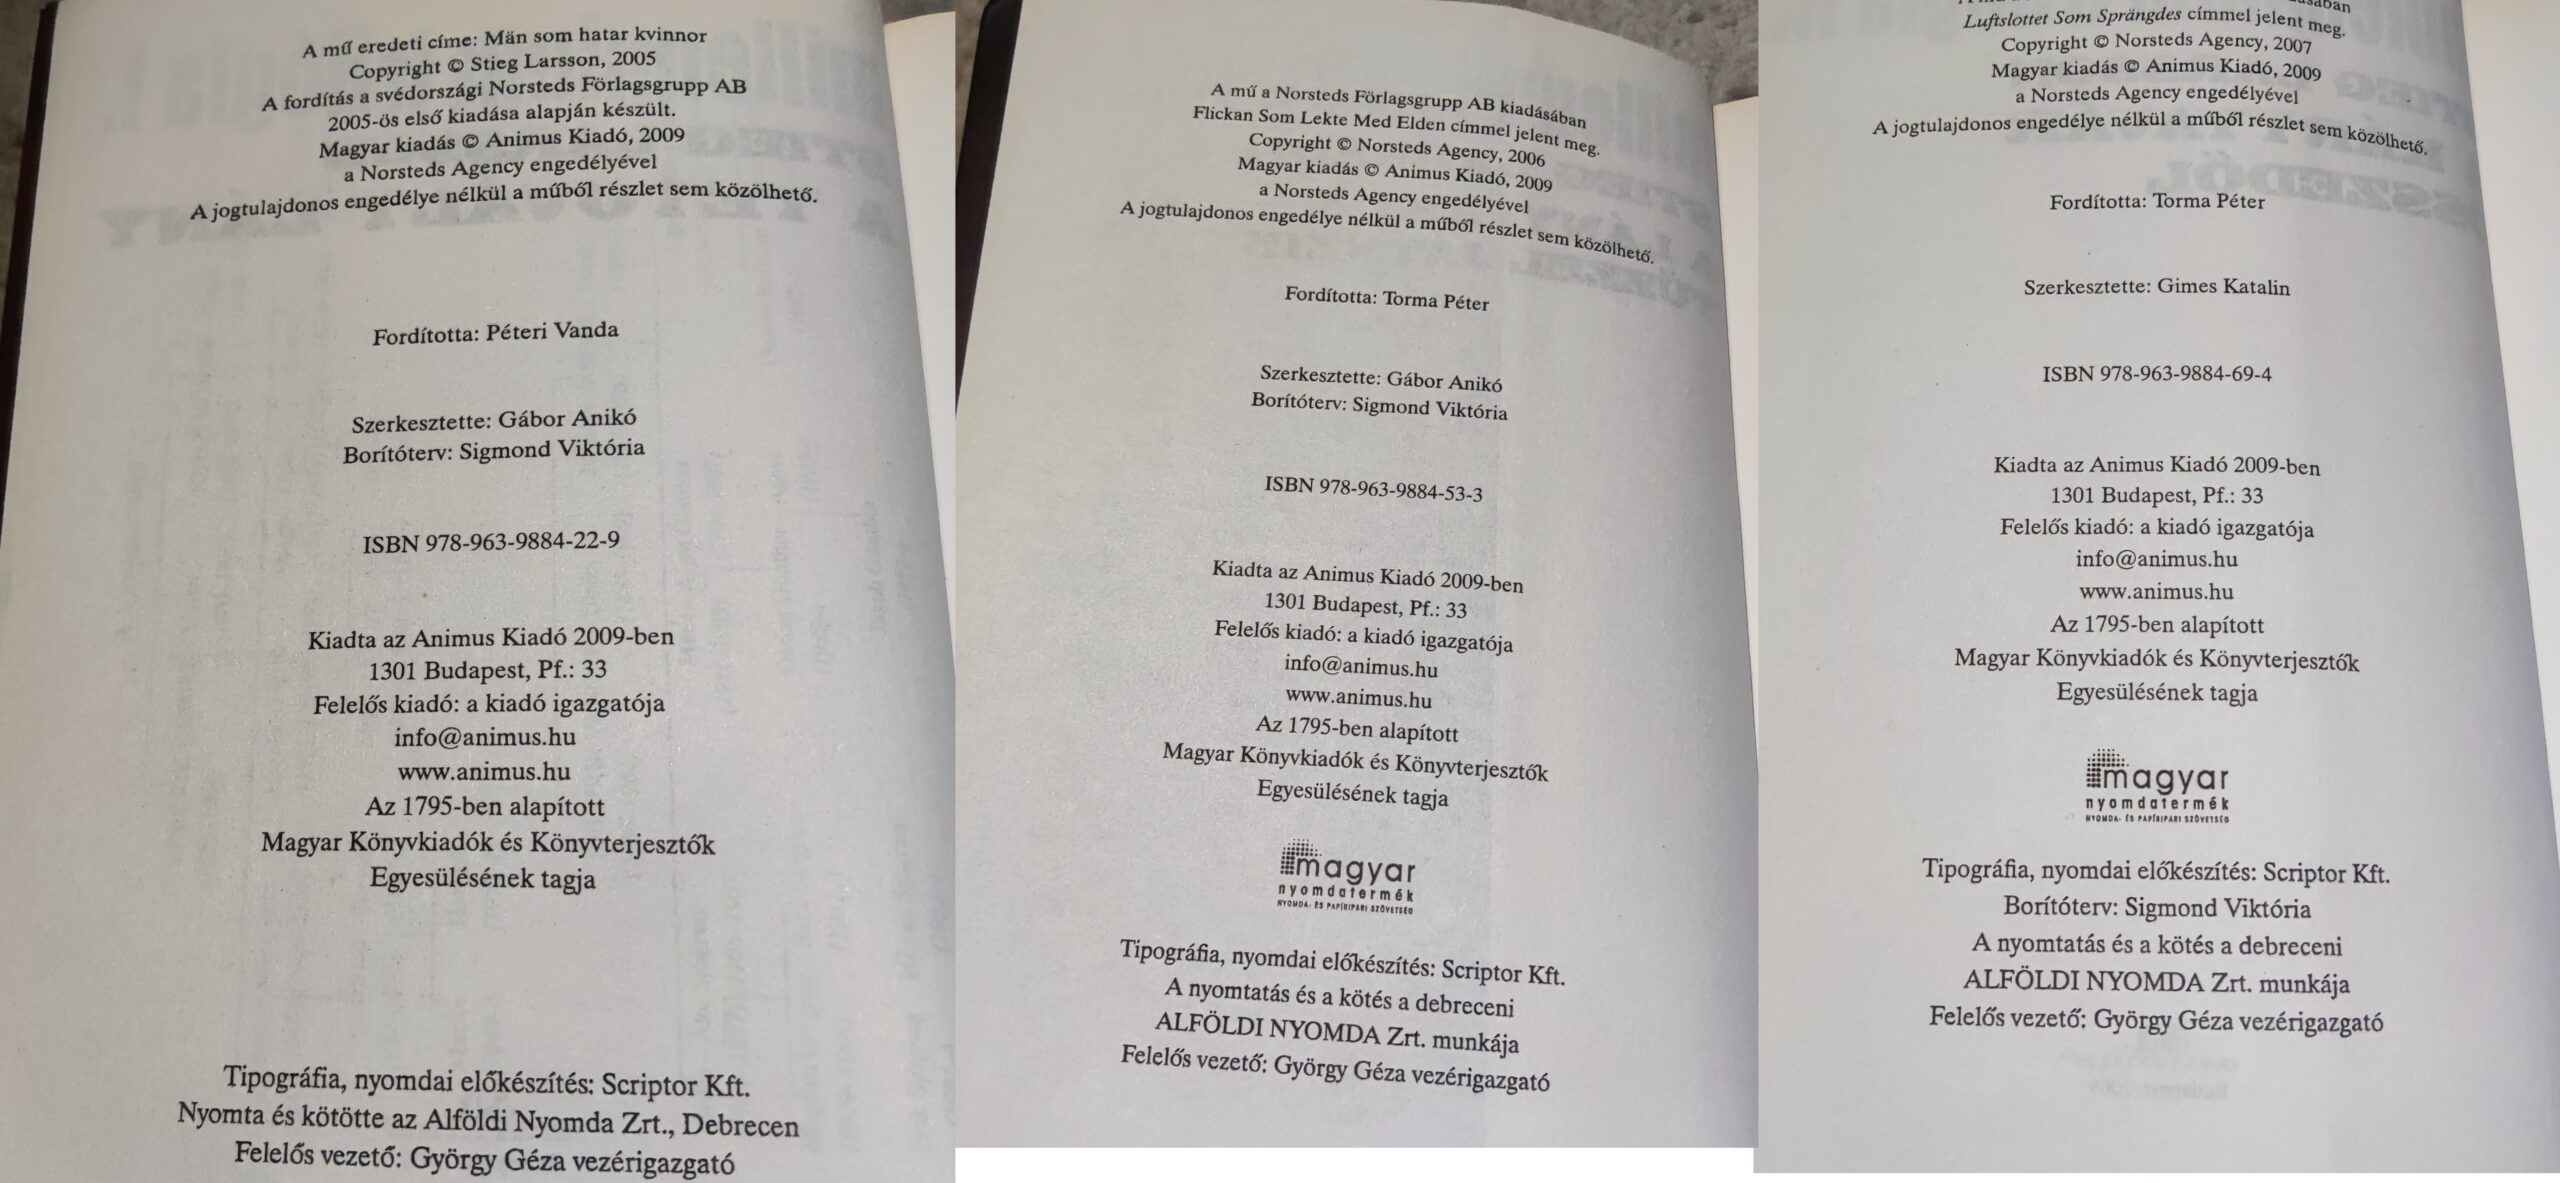 A mű eredeti címe: Män som hatar kvinnor
Copyright © Stieg Larsson, 2005
A fordítás a svédországi Norsteds Förlagsgrupp AB
2005-ös első kiadása alapján készült.
Magyar kiadás © Animus Kiadó, 2009
a Norsteds Agency engedélyével
A jogtulajdonos engedélye nélkül a műből részlet sem közölhető.
Fordította: Péteri Vanda
Szerkesztette: Gábor Anikó
Borítóterv: Sigmond Viktória
ISBN 978-963-9884-22-9
Kiadta az Animus Kiadó 2009-ben
1301 Budapest, Pf.: 33
Felelős kiadó: a kiadó igazgatója
info@animus.hu
www.animus.hu
Az 1795-ben alapított
Magyar Könyvkiadók és Könyvterjesztők
Egyesülésének tagja
Tipográfia, nyomdai előkészítés: Scriptor Kft.
Nyomta és kötötte az Alföldi Nyomda Zrt., Debrecen
Felelős vezető: György Géza vezérigazgató
A mű a Norsteds Förlagsgrupp AB kiadásában
Flickan Som Lekte Med Elden címmel jelent meg.
Copyright © Norsteds Agency, 2006
Magyar kiadás © Animus Kiadó, 2009
a Norsteds Agency engedélyével
A jogtulajdonos engedélye nélkül a műből részlet sem közölhető.
Fordította: Torma Péter
Szerkesztette: Gábor Anikó
Borítóterv: Sigmond Viktória
ISBN 978-963-9884-53-3
Kiadta az Animus Kiadó 2009-ben
1301 Budapest, Pf.: 33
Felelős kiadó: a kiadó igazgatója
info@animus.hu
www.animus.hu
Az 1795-ben alapított
Magyar Könyvkiadók és Könyvterjesztők
Egyesülésének tagja
magyar
nyomdatermék
NYOMDA- ÉS PAPÍRIPARI SZÖVETSÉG
Tipográfia, nyomdai előkészítés: Scriptor Kft.
A nyomtatás és a kötés a debreceni
ALFÖLDI NYOMDA Zrt. munkája
Felelős vezető: György Géza vezérigazgató
Luftslottet Som Sprängdes címmel jelent meg.
Copyright © Norsteds Agency, 2007
Magyar kiadás © Animus Kiadó, 2009
a Norsteds Agency engedélyével
A jogtulajdonos engedélye nélkül a műből részlet sem közölhető.
Fordította: Torma Péter
Szerkesztette: Gimes Katalin
ISBN 978-963-9884-69-4
Kiadta az Animus Kiadó 2009-ben
1301 Budapest, Pf.: 33
Felelős kiadó: a kiadó igazgatója
info@animus.hu
www.animus.hu
Az 1795-ben alapított
Magyar Könyvkiadók és Könyvterjesztők
Egyesülésének tagja
magyar
nyomdatermék
NYOMDA- ÉS PAPÍRIPARI SZÖVETSÉG
Tipográfia, nyomdai előkészítés: Scriptor Kft.
Borítóterv: Sigmond Viktória
A nyomtatás és a kötés a debreceni
ALFÖLDI NYOMDA Zrt. munkája
Felelős vezető: György Géza vezérigazgató